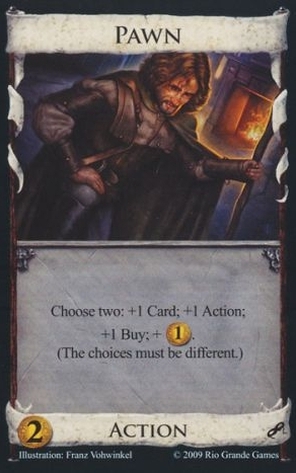 PAWN
Choose two: +1 Card; +1 Action;
+1 Buy; + 1.
(The choices must be different.)
2 ACTION
Illustration: Franz Vohwinkel © 2009 Rio Grande Games